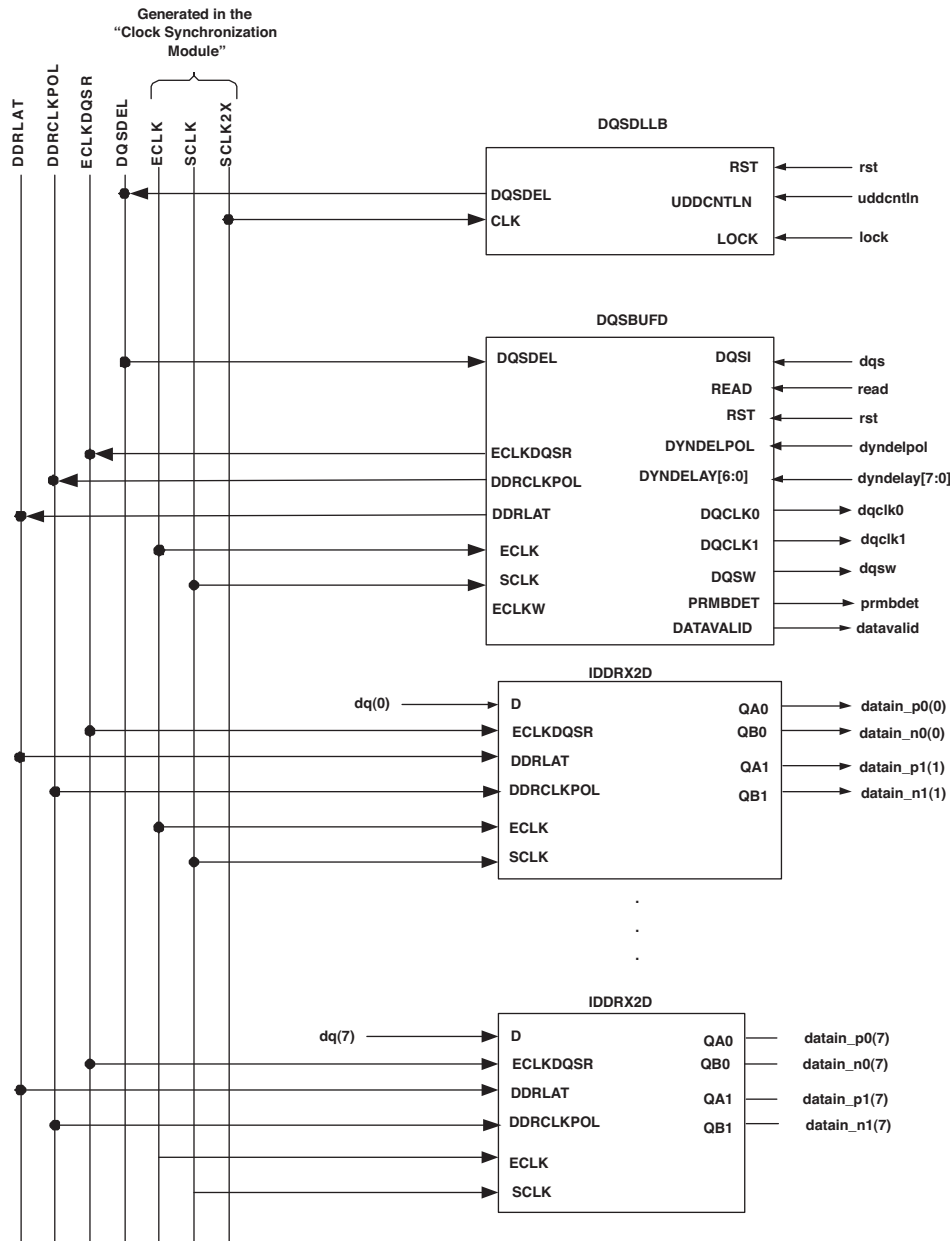 Generated in the
“Clock Synchronization
Module”
DDRLAT
DDRCLKPOL
ECLKDQSR
DQSDEL
ECLK
SCLK
SCLK2X
DQSDLLB
DQSDEL
CLK
RST
UDDCNTLN
LOCK
rst
uddcntln
lock
DQSBUFD
DQSDEL
ECLKDQSR
DDRCLKPOL
DDRLAT
ECLK
SCLK
ECLKW
DQSI
READ
RST
DYNDELPOL
DYNDELAY[6:0]
DQCLK0
DQCLK1
DQSW
PRMBDET
DATAVALID
dqs
read
rst
dyndelpol
dyndelay[7:0]
dqclk0
dqclk1
dqsw
prmbdet
datavalid
IDDRX2D
dq(0)
D
ECLKDQSR
DDRLAT
DDRCLKPOL
ECLK
SCLK
QA0
QB0
QA1
QB1
datain_p0(0)
datain_n0(0)
datain_p1(1)
datain_n1(1)
.
.
.
IDDRX2D
dq(7)
D
ECLKDQSR
DDRLAT
DDRCLKPOL
ECLK
SCLK
QA0
QB0
QA1
QB1
datain_p0(7)
datain_n0(7)
datain_p1(7)
datain_n1(7)